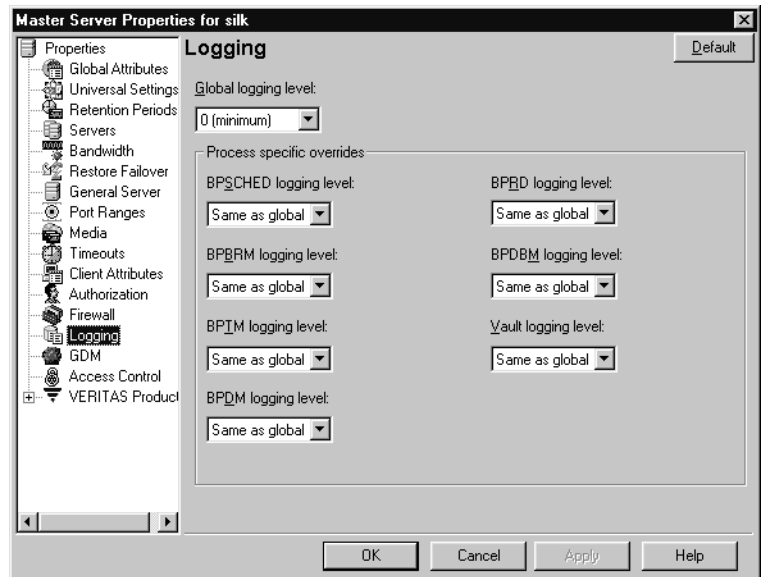 Master Server Properties for silk
Properties
Global Attributes
Universal Settings
Retention Periods
Servers
Bandwidth
Restore Failover
General Server
Port Ranges
Media
Timeouts
Client Attributes
Authorization
Firewall
Logging
GDM
Access Control
VERITAS Product
Logging
Default
Global logging level:
0 (minimum)
Process specific overrides
BPSCHED logging level:
BPRD logging level:
Same as global
Same as global
BPBRM logging level:
BPDBM logging level:
Same as global
Same as global
BPTM logging level:
Vault logging level:
Same as global
Same as global
BPDM logging level:
Same as global
OK
Cancel
Apply
Help